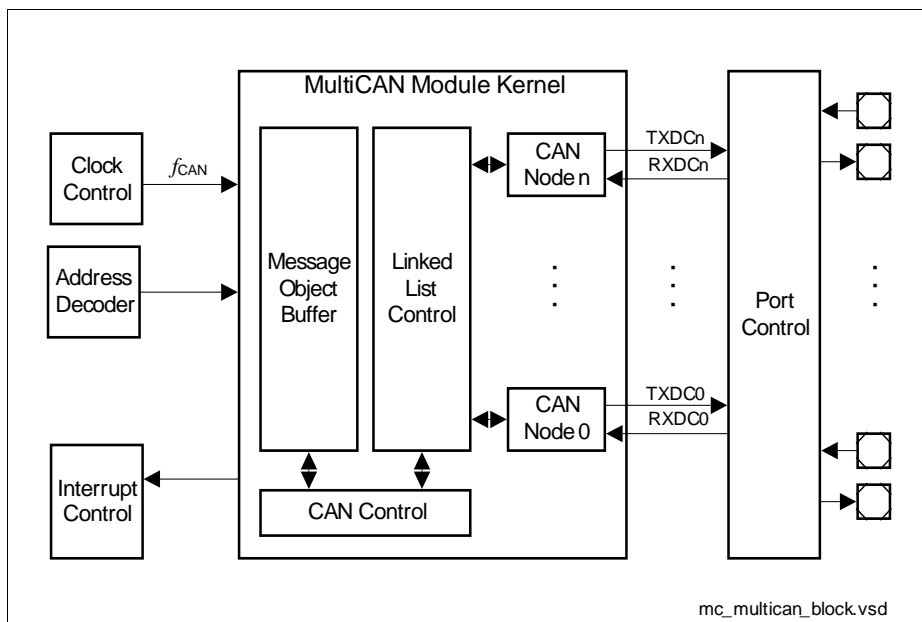 MultiCAN Module Kernel
Clock
Control
fCAN
Address
Decoder
Interrupt
Control
Message
Object
Buffer
Linked
List
Control
CAN Control
CAN
Node n
CAN
Node 0
TXDCn
RXDCn
TXDC0
RXDC0
Port
Control
mc_multican_block.vsd